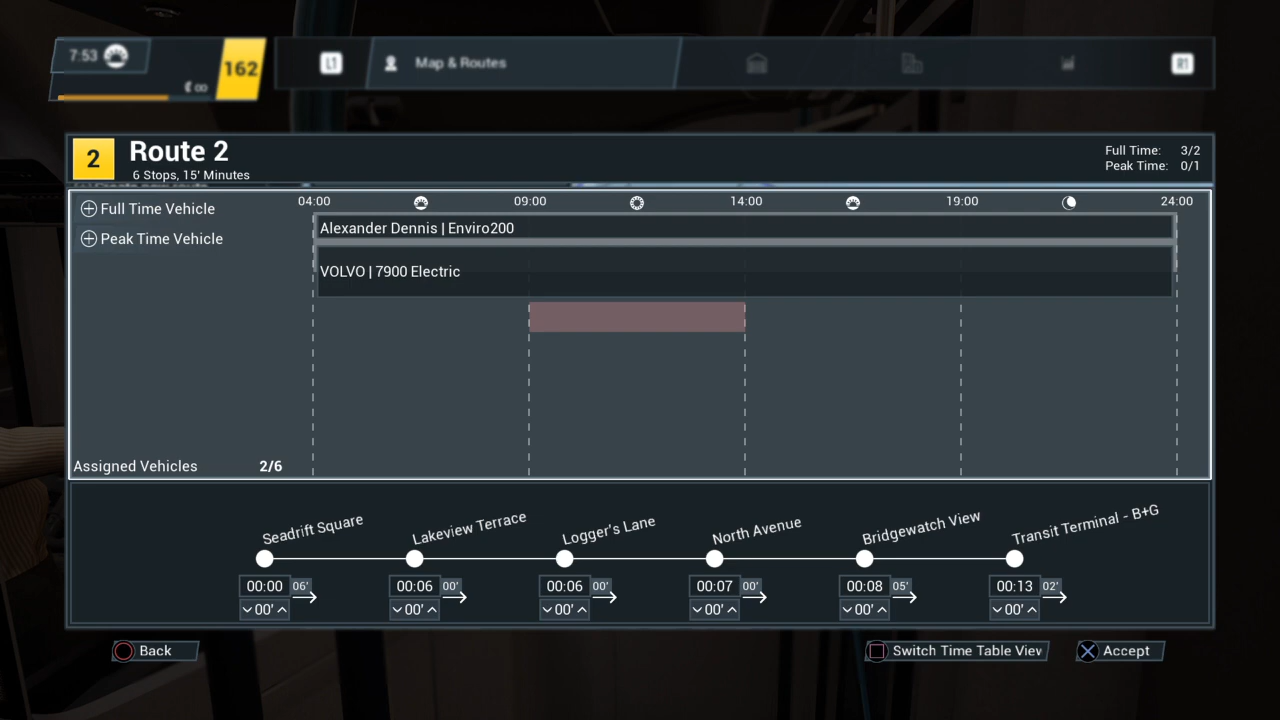 7:53
162
∞
L1
Map & Routes
R1
2
Route 2
6 Stops, 15' Minutes
Full Time: 3/2
Peak Time: 0/1
04:00 09:00 14:00 19:00 24:00
Full Time Vehicle
Peak Time Vehicle
Alexander Dennis | Enviro200
VOLVO | 7900 Electric
Assigned Vehicles 2/6
Seadrift Square
Lakeview Terrace
Logger's Lane
North Avenue
Bridgewatch View
Transit Terminal - B+G
00:00 06' 00:06 00' 00:06 00' 00:07 00' 00:08 05' 00:13 02'
00' 00' 00' 00' 00' 00'
Back
Switch Time Table View
Accept